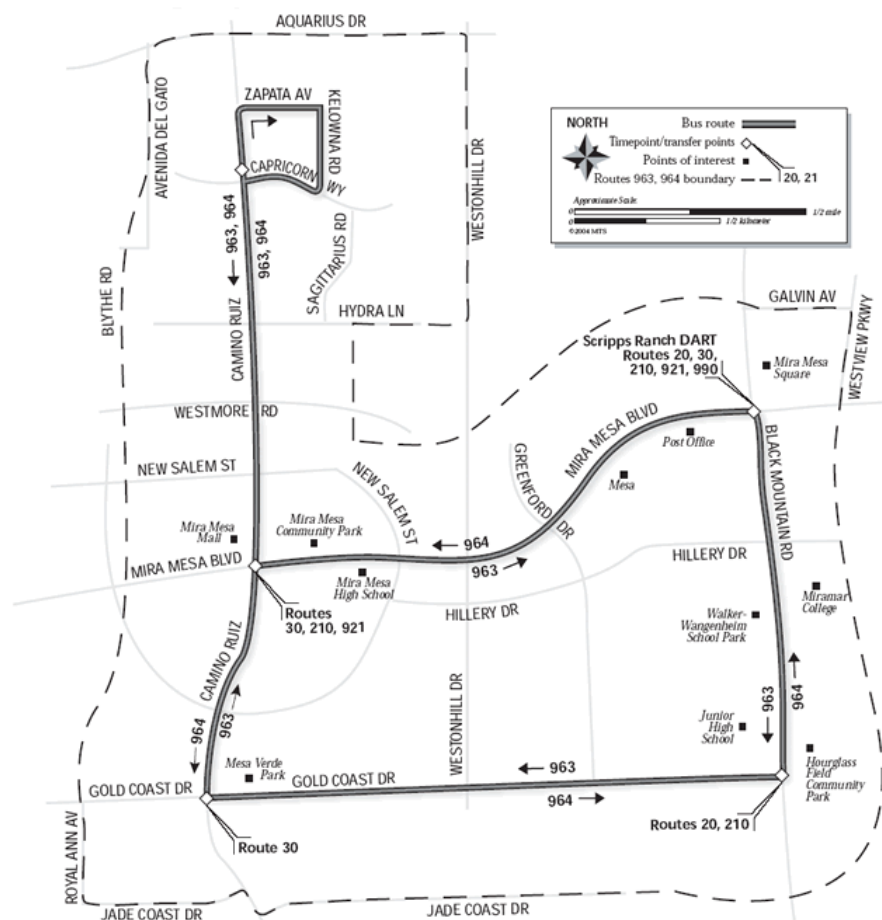 AQUARIUS DR
AVENIDA DEL GATO
ZAPATA AV
KELOWNA RD
CAPRICORN WY
WESTONHILL DR
NORTH
Bus route
Timepoint/transfer points
Points of interest
20, 21
Routes 963, 964 boundary
Approximate Scale
0
1/2 mile
0
1/2 kilometer
©2004 MTS
963, 964
963, 964
SAGITTARIUS RD
BLYTHE RD
CAMINO RUIZ
HYDRA LN
GALVIN AV
WESTVIEW PKWY
Scripps Ranch DART
Routes 20, 30,
210, 921, 990
Mira Mesa
Square
WESTMORE RD
MIRA MESA BLVD
Post Office
BLACK MOUNTAIN RD
NEW SALEM ST
NEW SALEM ST
GREENFORD DR
Mesa
Mira Mesa
Mall
Mira Mesa
Community Park
964
963
HILLERY DR
MIRA MESA BLVD
Mira Mesa
High School
HILLERY DR
Miramar
College
Routes
30, 210, 921
Walker-
Wangenheim
School Park
CAMINO RUIZ
964
963
WESTONHILL DR
963
964
Junior
High
School
Mesa Verde
Park
GOLD COAST DR
GOLD COAST DR
963
964
Hourglass
Field
Community
Park
Routes 20, 210
Route 30
ROYAL ANN AV
JADE COAST DR
JADE COAST DR